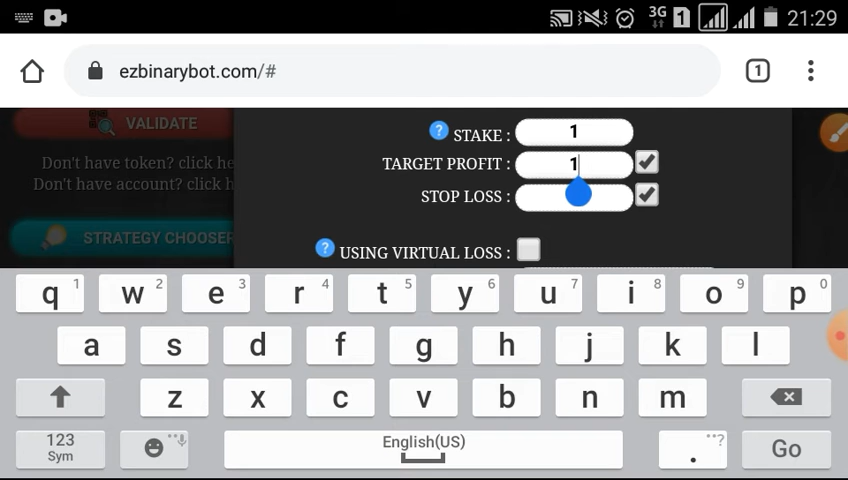 3G 1 21:29
ezbinarybot.com/# 1
VALIDATE
Don't have token? click he
Don't have account? click h
STRATEGY CHOOSER
? STAKE : 1
TARGET PROFIT : 1
STOP LOSS :
? USING VIRTUAL LOSS :
q 1 w 2 e 3 r 4 t 5 y 6 u 7 i 8 o 9 p 0
a s d f g h j k l
z x c v b n m
123 Sym English(US) . ..? Go